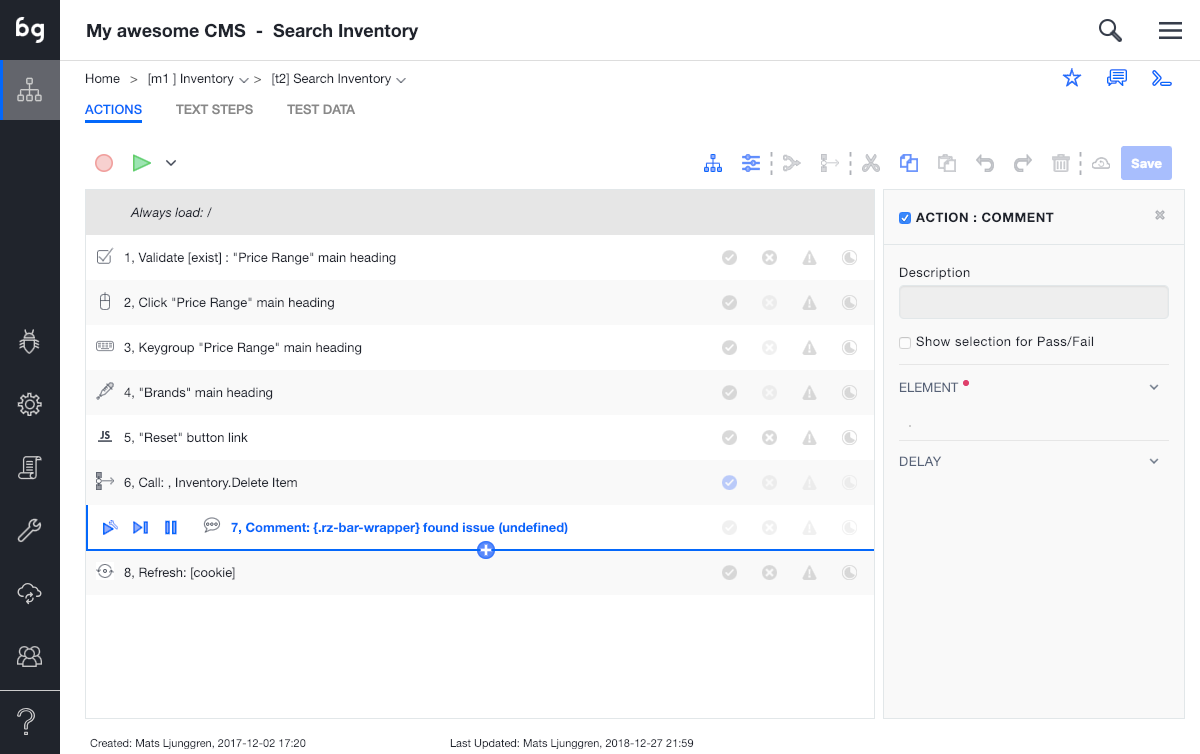 bg
My awesome CMS - Search Inventory
Home > [m1 ] Inventory > [t2] Search Inventory
ACTIONS TEXT STEPS TEST DATA
Save
Always load: /
1, Validate [exist] : "Price Range" main heading
2, Click "Price Range" main heading
3, Keygroup "Price Range" main heading
4, "Brands" main heading
JS 5, "Reset" button link
6, Call: , Inventory.Delete Item
7, Comment: {.rz-bar-wrapper} found issue (undefined)
8, Refresh: [cookie]
ACTION : COMMENT
Description
Show selection for Pass/Fail
ELEMENT
.
DELAY
Created: Mats Ljunggren, 2017-12-02 17:20
Last Updated: Mats Ljunggren, 2018-12-27 21:59